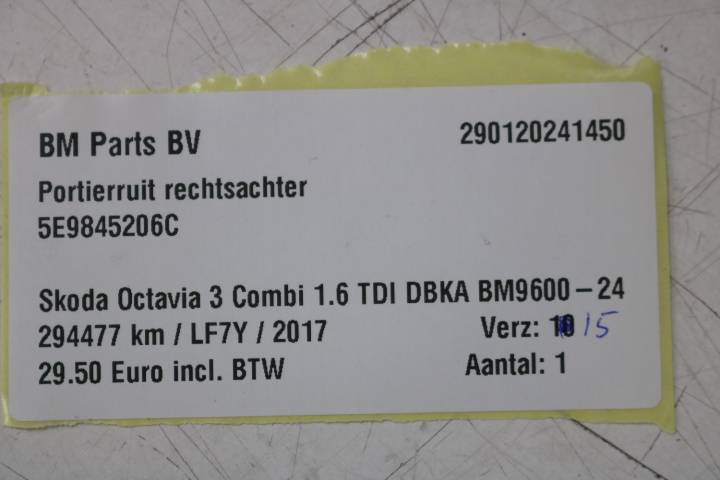 BM Parts BV 290120241450
Portierruit rechtsachter
5E9845206C
Skoda Octavia 3 Combi 1.6 TDI DBKA BM9600-24
294477 km / LF7Y / 2017 Verz: 10 15
29.50 Euro incl. BTW Aantal: 1